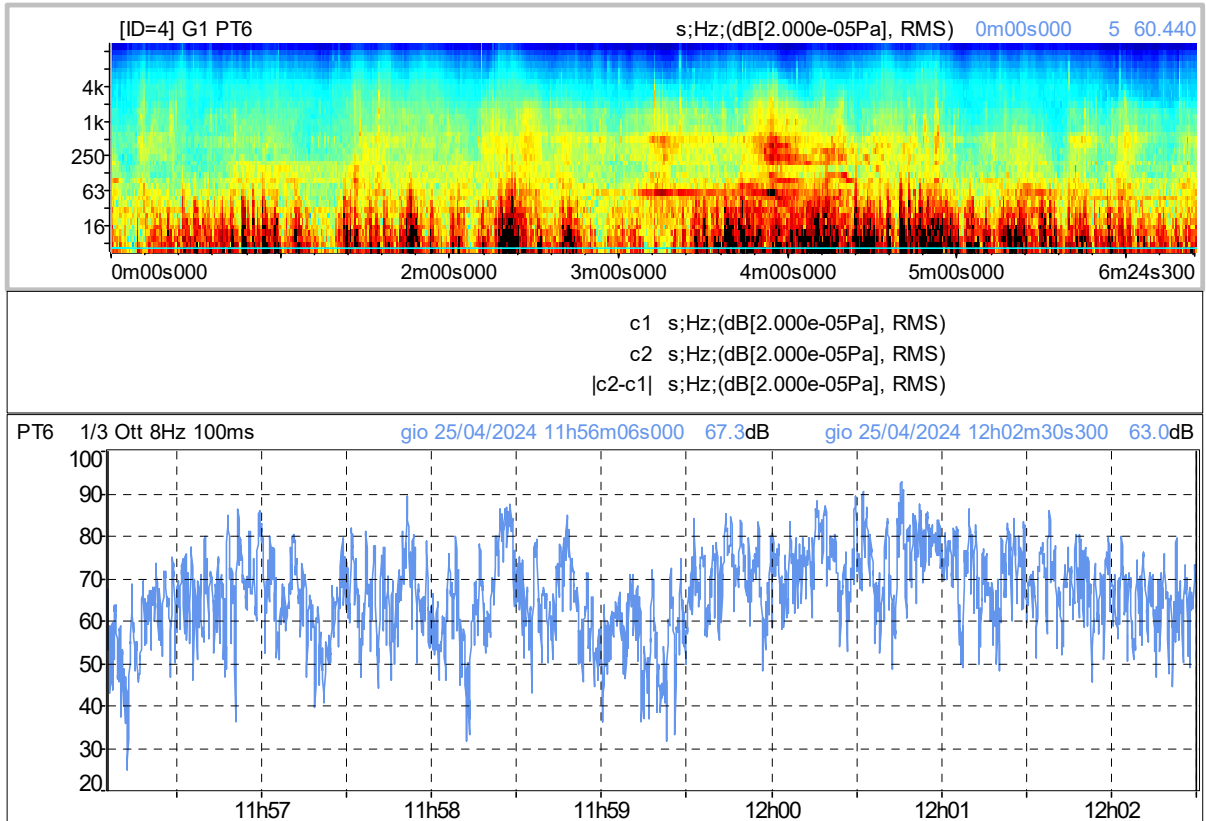 [ID=4] G1 PT6 s;Hz;(dB[2.000e-05Pa], RMS) 0m00s000 5 60.440
4k
1k
250
63
16
0m00s000 2m00s000 3m00s000 4m00s000 5m00s000 6m24s300
c1 s;Hz;(dB[2.000e-05Pa], RMS)
c2 s;Hz;(dB[2.000e-05Pa], RMS)
|c2-c1| s;Hz;(dB[2.000e-05Pa], RMS)
PT6 1/3 Ott 8Hz 100ms gio 25/04/2024 11h56m06s000 67.3dB gio 25/04/2024 12h02m30s300 63.0dB
100
90
80
70
60
50
40
30
20
11h57 11h58 11h59 12h00 12h01 12h02